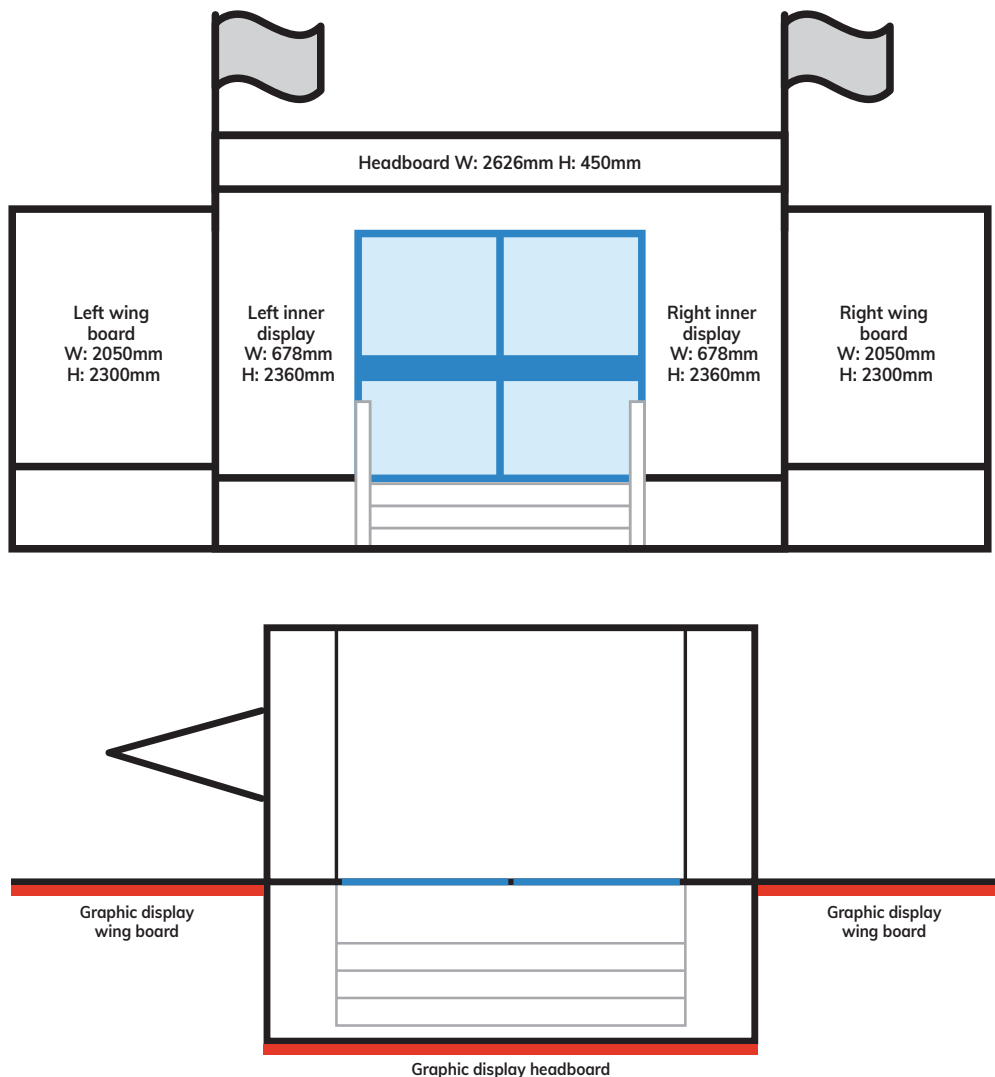 Headboard W: 2626mm H: 450mm
Left wing
board
W: 2050mm
H: 2300mm
Left inner
display
W: 678mm
H: 2360mm
Right inner
display
W: 678mm
H: 2360mm
Right wing
board
W: 2050mm
H: 2300mm
Graphic display
wing board
Graphic display
wing board
Graphic display headboard